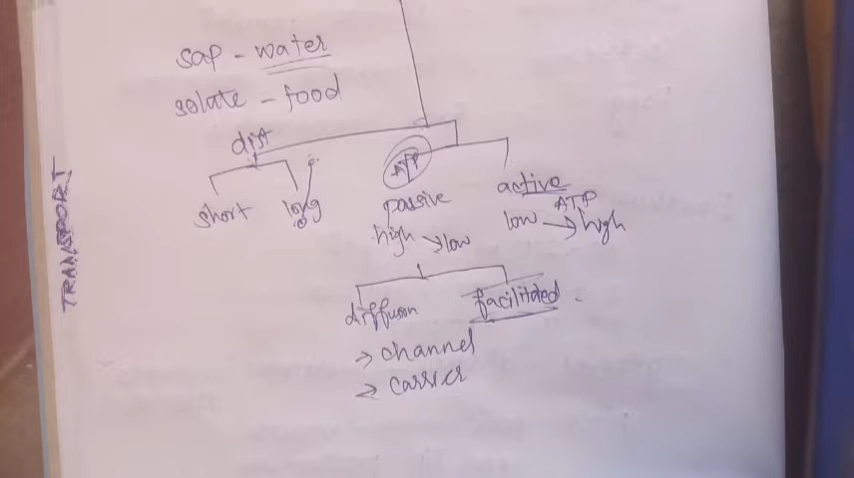 sap - water
solate - food
dist
short
long
ATP
passive
high → low
active
ATP
low → high
diffusion
facilitated
→ channel
→ carrier
TRANSPORT